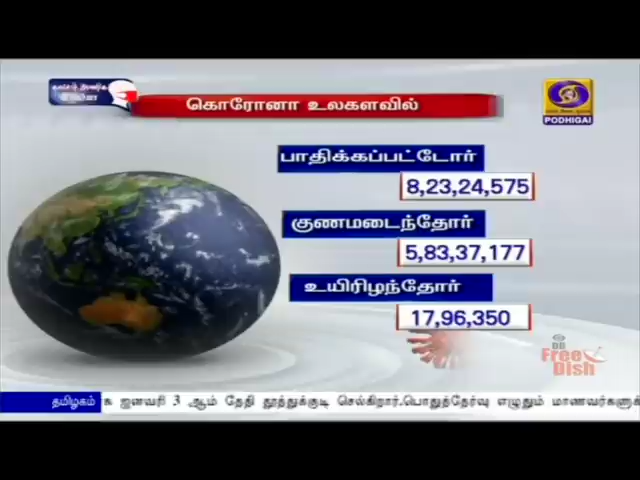 கொரோனா உலகளவில்
PODHIGAI
பாதிக்கப்பட்டோர்
8,23,24,575
குணமடைந்தோர்
5,83,37,177
உயிரிழந்தோர்
17,96,350
DD
Free
Dish
தமிழகம் ஜனவரி 3 ஆம் தேதி தூத்துக்குடி செல்கிறார்.பொதுத்தேர்வு எழுதும் மாணவர்களுக்